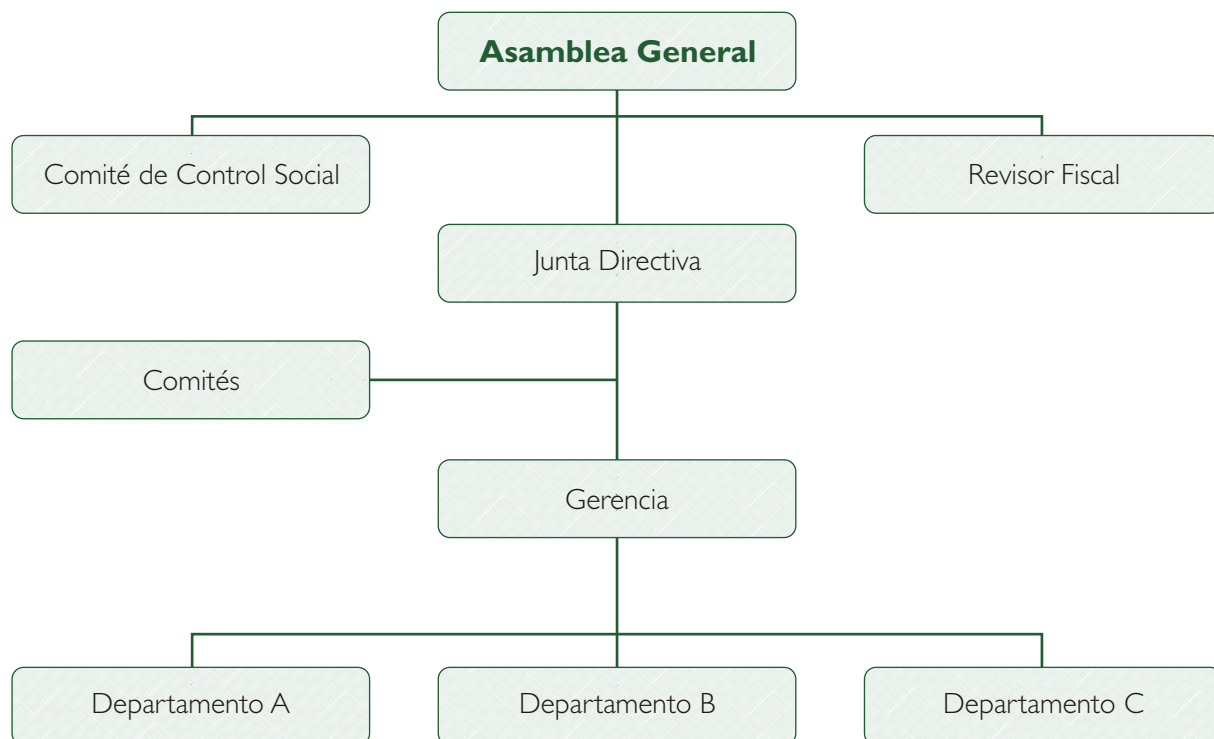 Asamblea General
Comité de Control Social
Revisor Fiscal
Junta Directiva
Comités
Gerencia
Departamento A
Departamento B
Departamento C